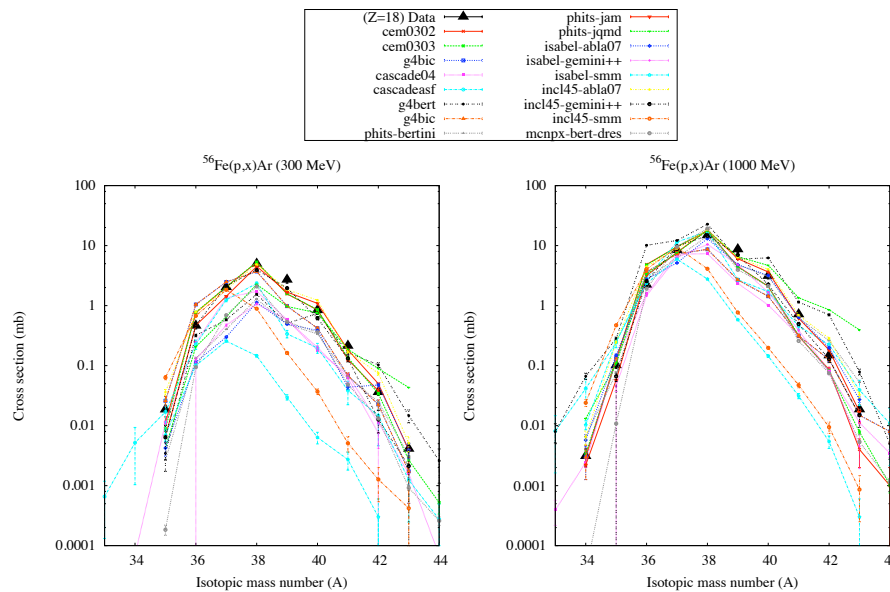 (Z=18) Data
cem0302
cem0303
g4bic
cascade04
cascadeasf
g4bert
g4bic
phits-bertini
phits-jam
phits-jqmd
isabel-abla07
isabel-gemini++
isabel-smm
incl45-abla07
incl45-gemini++
incl45-smm
mcnpx-bert-dres
56Fe(p,x)Ar (300 MeV)
Cross section (mb)
100
10
1
0.1
0.01
0.001
0.0001
34 36 38 40 42 44
Isotopic mass number (A)
56Fe(p,x)Ar (1000 MeV)
Cross section (mb)
100
10
1
0.1
0.01
0.001
0.0001
34 36 38 40 42 44
Isotopic mass number (A)